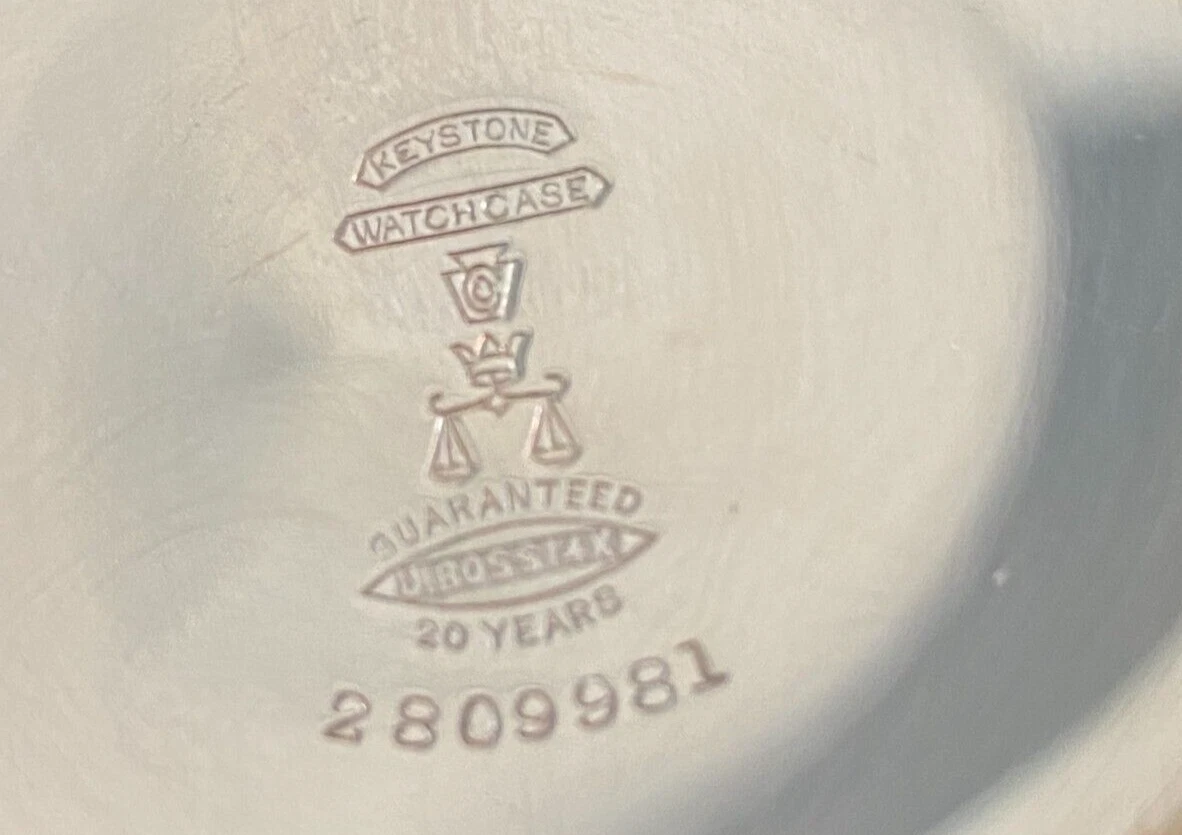 KEYSTONE
WATCHCASE
C
GUARANTEED
J.BOSS 14K
20 YEARS
2809981